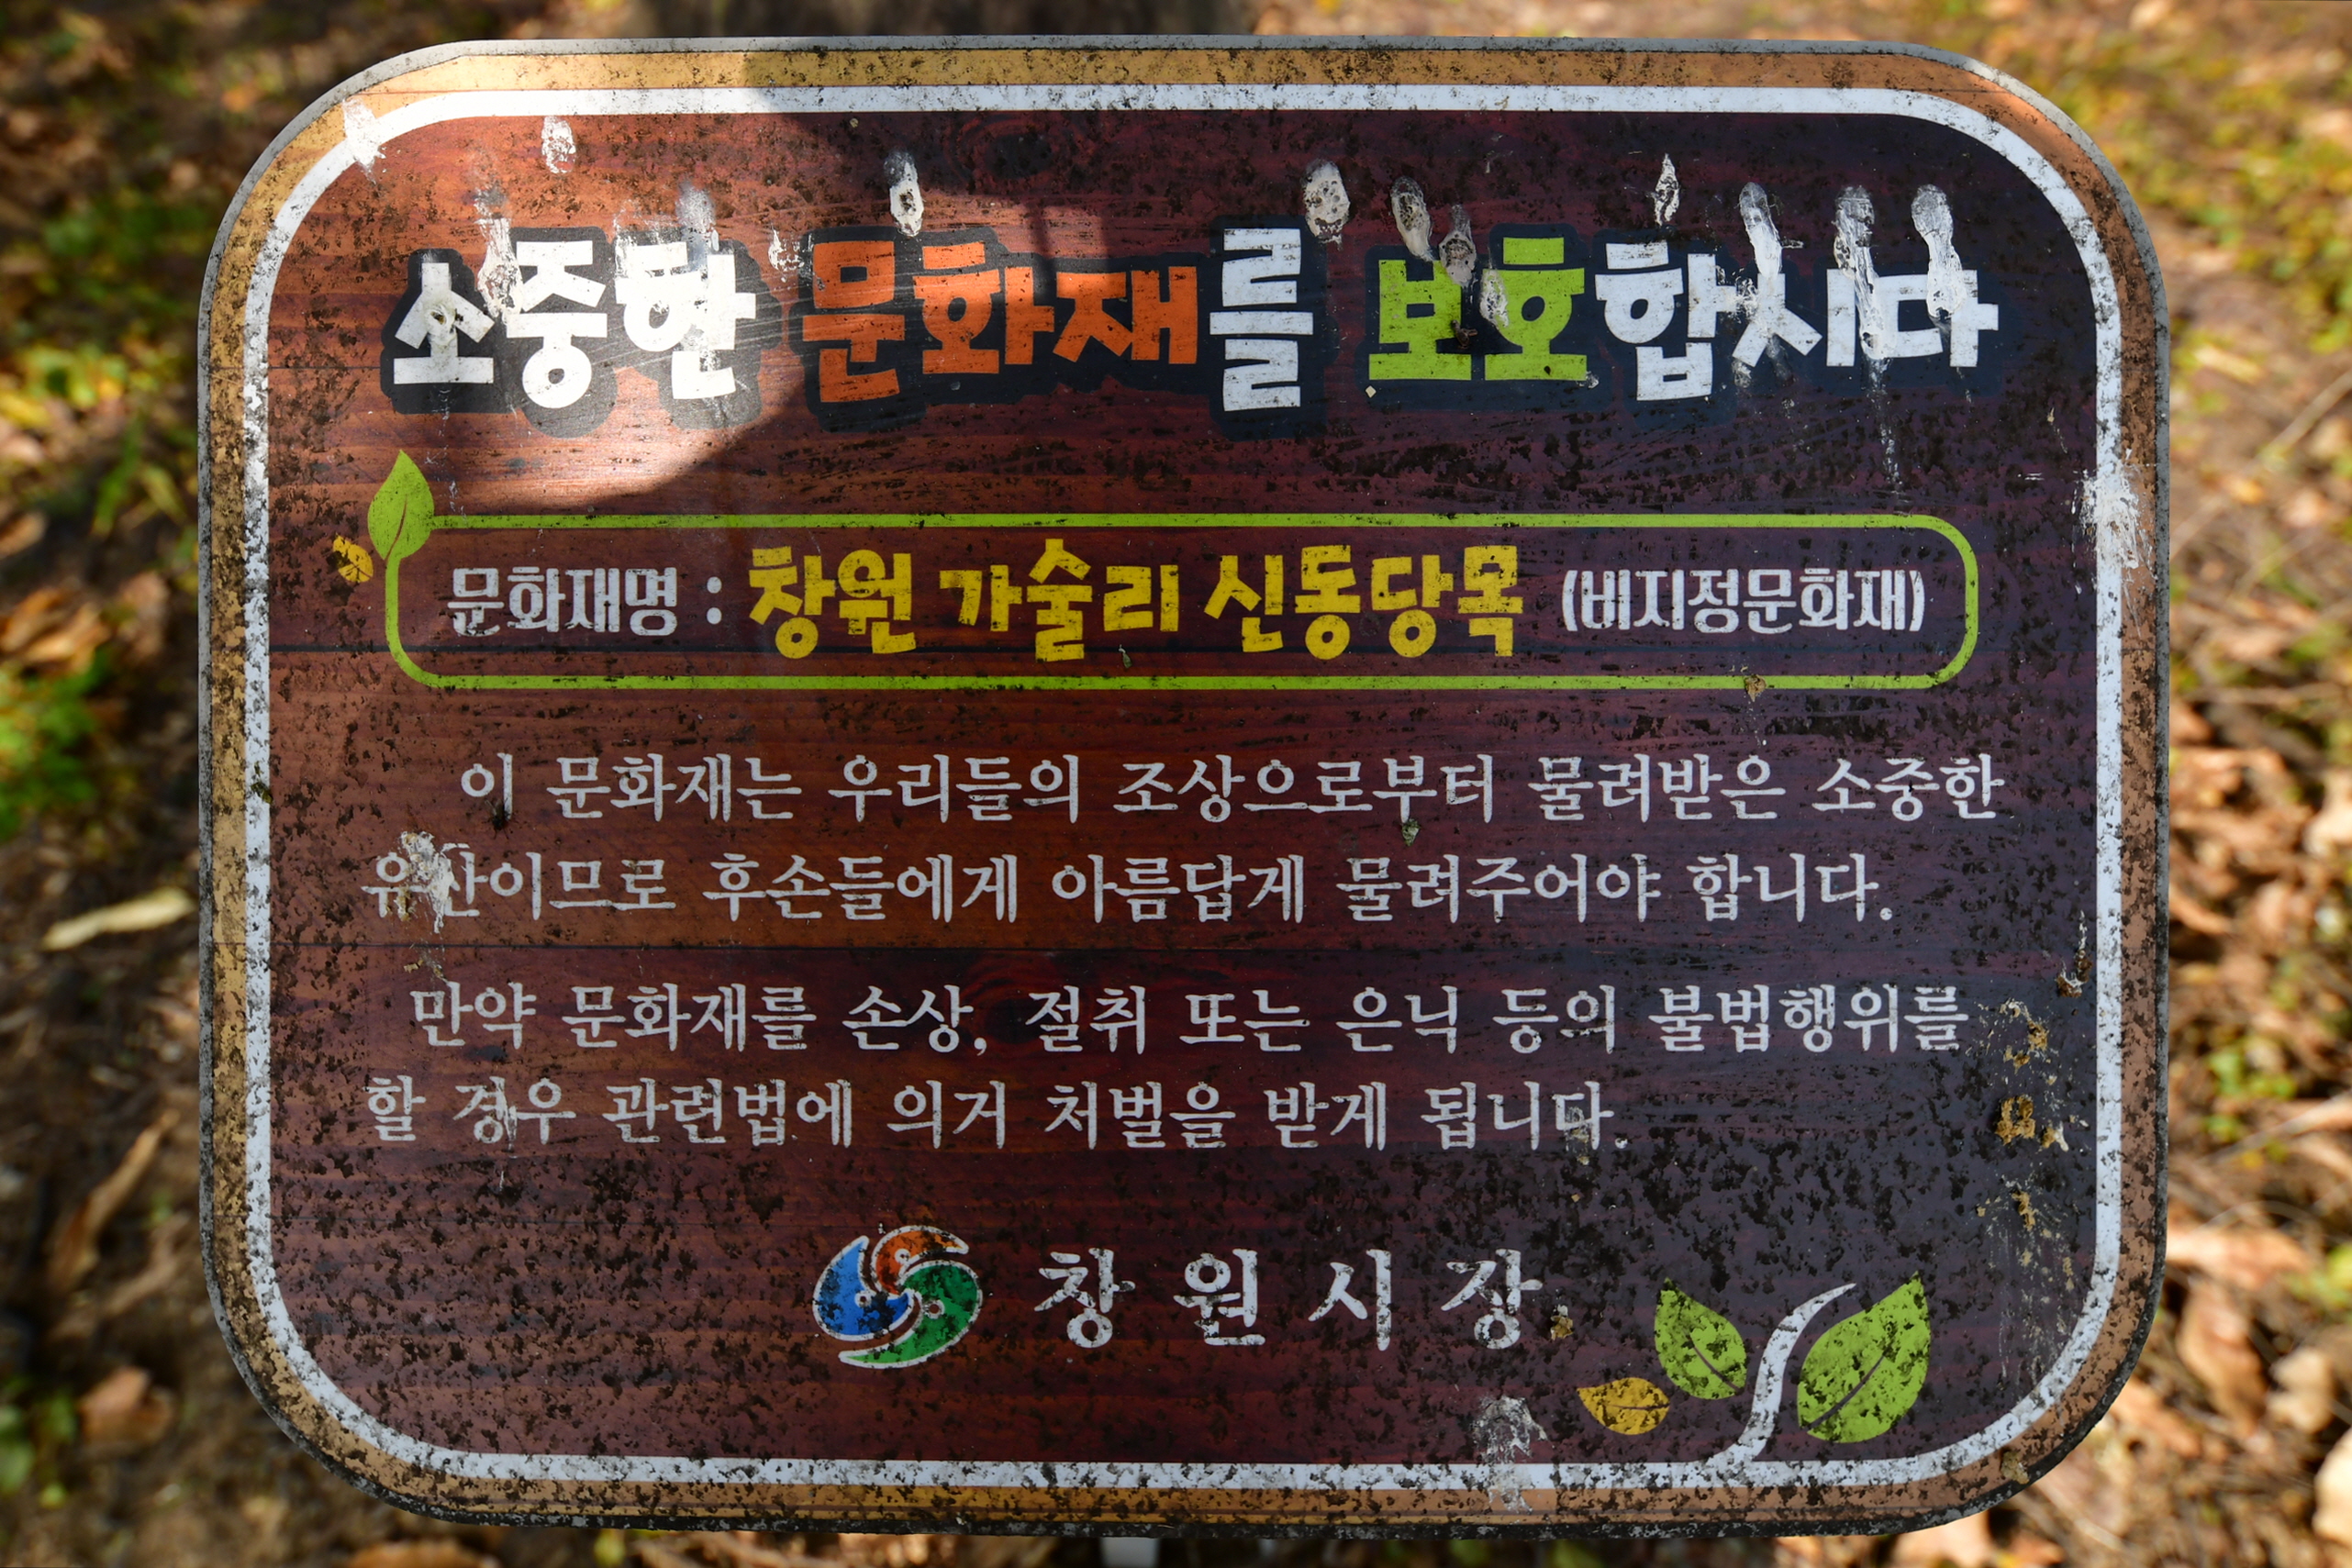 소중한 문화재를 보호합시다
문화재명 : 창원 가술리 신동당목 (비지정문화재)
이 문화재는 우리들의 조상으로부터 물려받은 소중한
유산이므로 후손들에게 아름답게 물려주어야 합니다.
만약 문화재를 손상, 절취 또는 은닉 등의 불법행위를
할 경우 관련법에 의거 처벌을 받게 됩니다.
창원시장